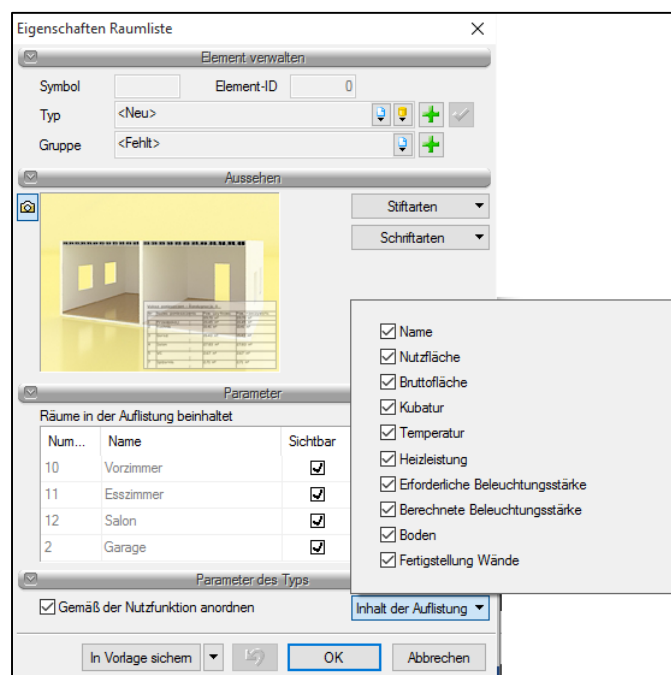 Eigenschaften Raumliste
Element verwalten
Symbol Element-ID 0
Typ <Neu>
Gruppe <Fehlt>
Aussehen
Stiftarten
Schriftarten
Parameter
Räume in der Auflistung beinhaltet
Num... Name Sichtbar
10 Vorzimmer
11 Esszimmer
12 Salon
2 Garage
Name
Nutzfläche
Bruttofläche
Kubatur
Temperatur
Heizleistung
Erforderliche Beleuchtungsstärke
Berechnete Beleuchtungsstärke
Boden
Fertigstellung Wände
Parameter des Typs
Gemäß der Nutzfunktion anordnen Inhalt der Auflistung
In Vorlage sichern OK Abbrechen